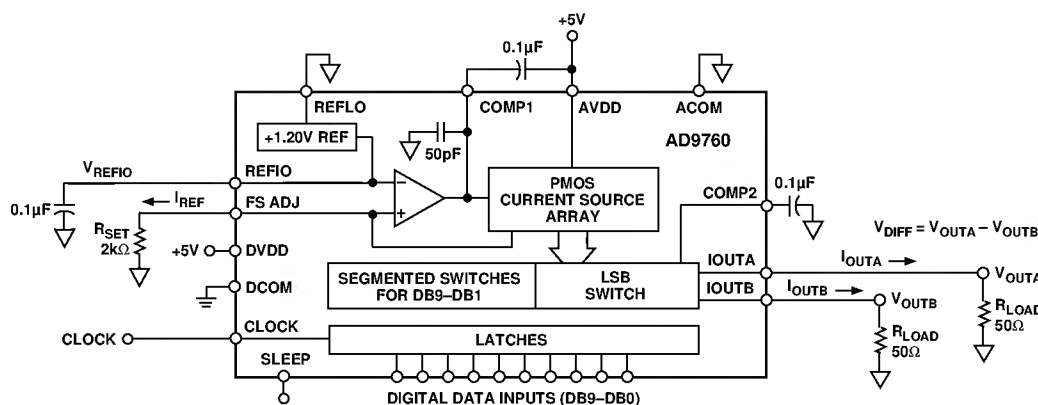 +5V
0.1µF
REFLO
COMP1
AVDD
ACOM
+1.20V REF
50pF
AD9760
V_REFIO
REFIO
PMOS
CURRENT SOURCE
ARRAY
COMP2
0.1µF
0.1µF
I_REF
FS ADJ
R_SET
2kΩ
+5V
DVDD
V_DIFF = V_OUTA – V_OUTB
SEGMENTED SWITCHES
FOR DB9–DB1
LSB
SWITCH
IOUTA
I_OUTA
V_OUTA
DCOM
IOUTB
I_OUTB
V_OUTB
R_LOAD
50Ω
R_LOAD
50Ω
CLOCK
CLOCK
LATCHES
SLEEP
DIGITAL DATA INPUTS (DB9–DB0)
–
+